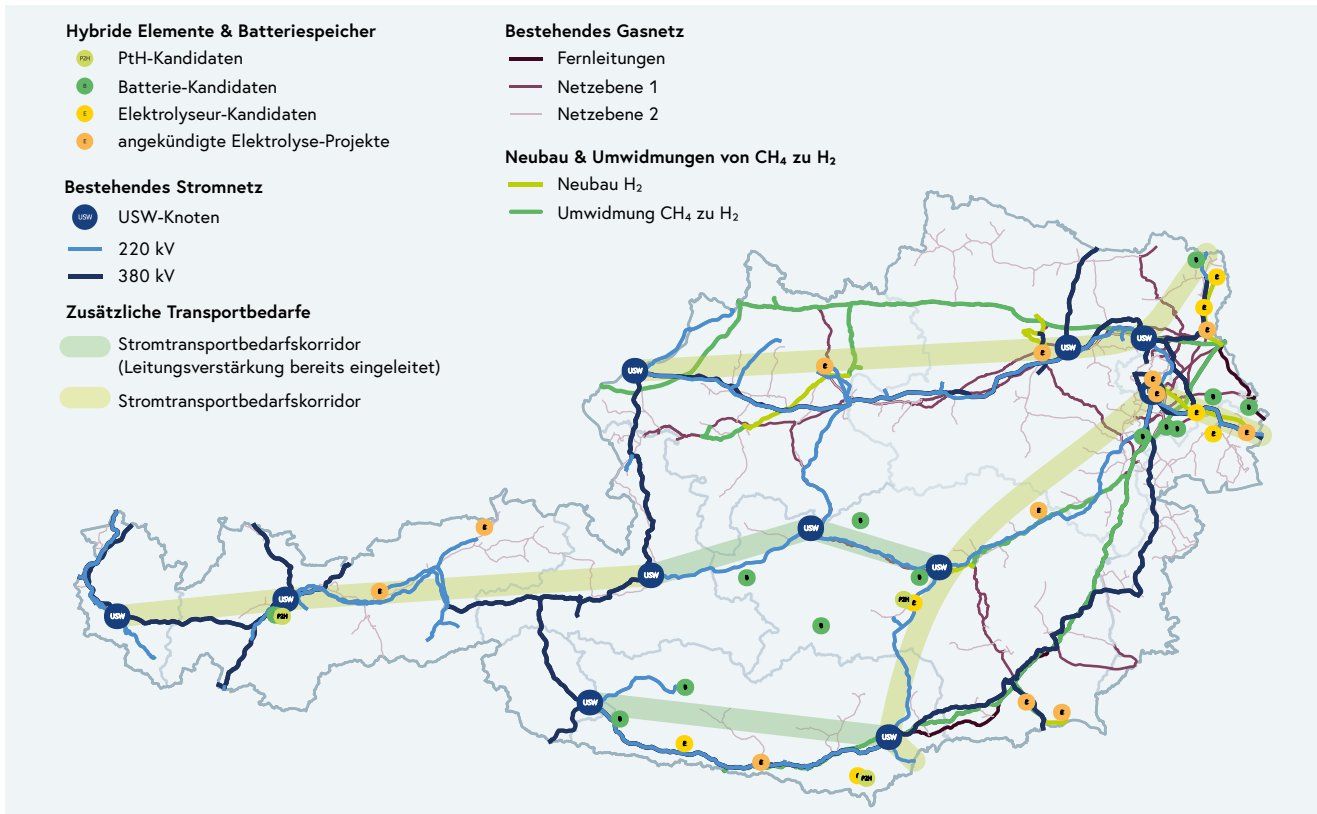 Hybride Elemente & Batteriespeicher
P2H PtH-Kandidaten
B Batterie-Kandidaten
E Elektrolyseur-Kandidaten
E angekündigte Elektrolyse-Projekte
Bestehendes Stromnetz
USW USW-Knoten
220 kV
380 kV
Zusätzliche Transportbedarfe
Stromtransportbedarfskorridor
(Leitungsverstärkung bereits eingeleitet)
Stromtransportbedarfskorridor
Bestehendes Gasnetz
Fernleitungen
Netzebene 1
Netzebene 2
Neubau & Umwidmungen von CH₄ zu H₂
Neubau H₂
Umwidmung CH₄ zu H₂
B
E
E
E
USW
USW
E
E
USW
E
E
B
B
E
B
B
E
E
B
E
USW
B
E
USW
B
USW
B
P2H
E
E
USW
P2H
USW
B
B
USW
B
E
E
E
USW
E
P2H